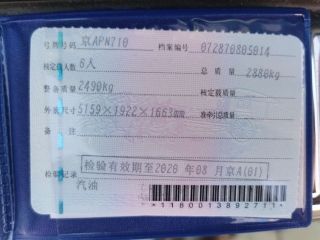 号牌号码 京APN710 档案编号 072870805014
核定载人数 6人 总质量 2880kg
整备质量 2490kg 核定载质量
外廓尺寸 5159×1922×1663mm 准牵引总质量
备注
检验有效期至2020年08月京A(01)
检验记录
汽油
*1160013892711*